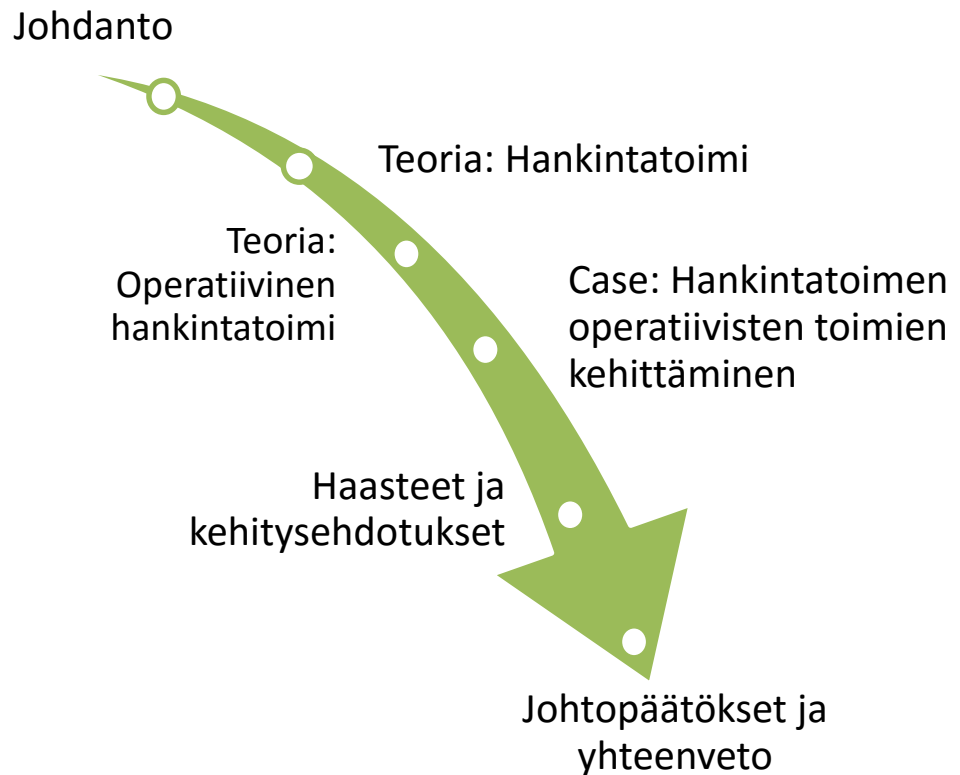 Johdanto
Teoria: Hankintatoimi
Teoria:
Operatiivinen
hankintatoimi
Case: Hankintatoimen
operatiivisten toimien
kehittäminen
Haasteet ja
kehitysehdotukset
Johtopäätökset ja
yhteenveto